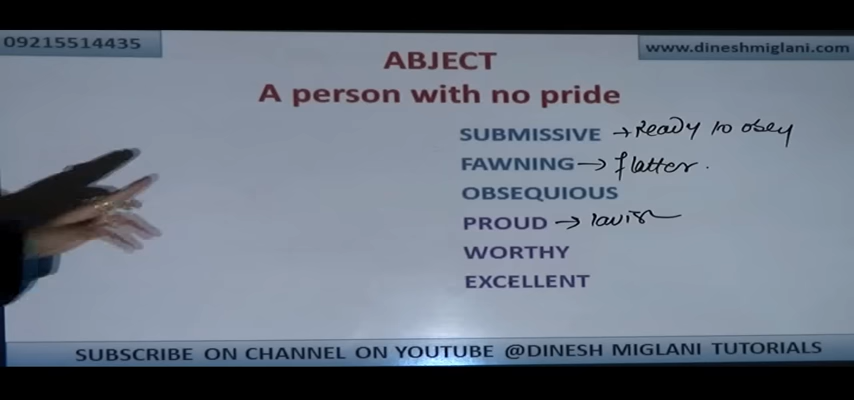 09215514435
www.dineshmiglani.com
ABJECT
A person with no pride
SUBMISSIVE → Ready to obey
FAWNING → flatter.
OBSEQUIOUS
PROUD → lavish
WORTHY
EXCELLENT
SUBSCRIBE ON CHANNEL ON YOUTUBE @DINESH MIGLANI TUTORIALS